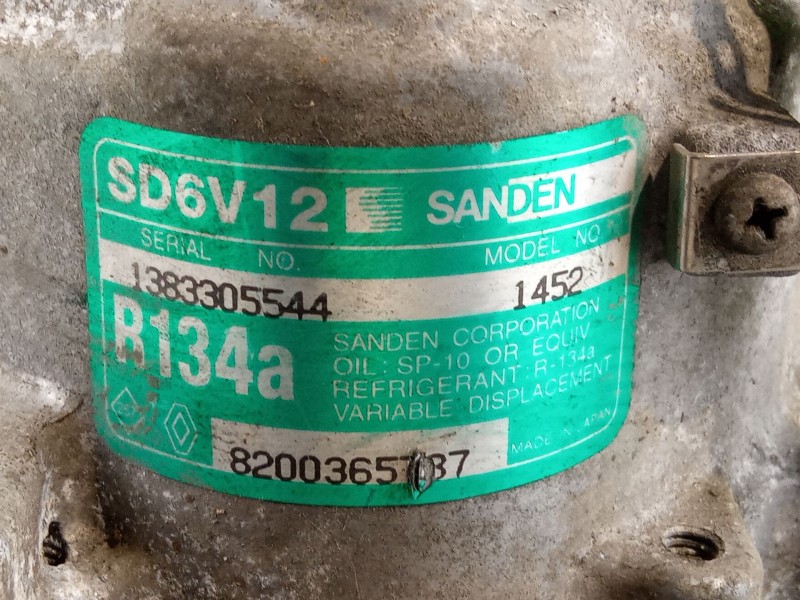 SD6V12 SANDEN
SERIAL NO. MODEL NO.
1383305544 1452
R134a
SANDEN CORPORATION
OIL: SP-10 OR EQUIV
REFRIGERANT: R-134a
VARIABLE DISPLACEMENT
MADE IN JAPAN